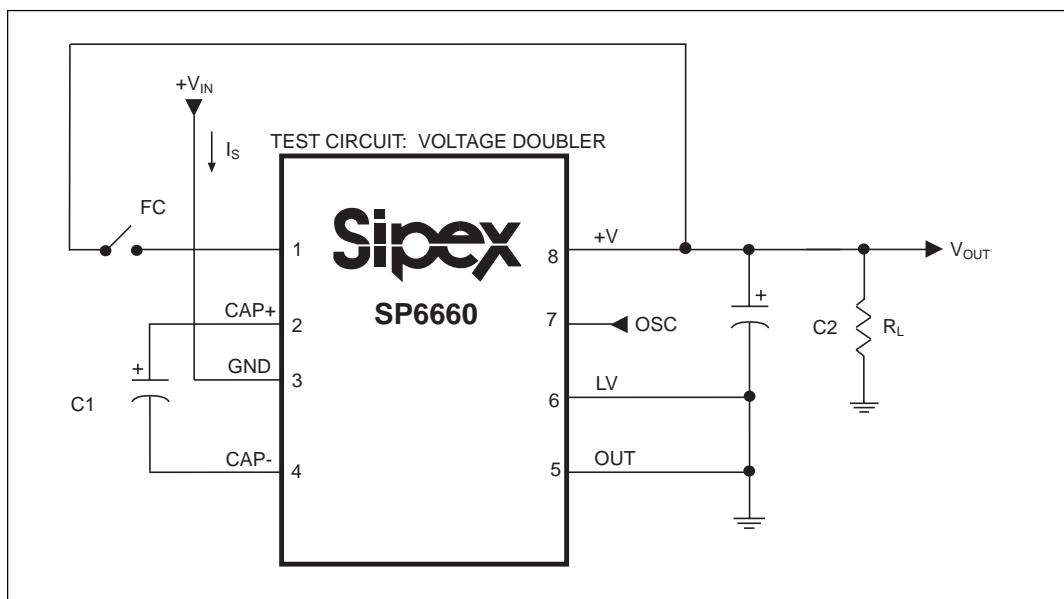 +VIN
IS
TEST CIRCUIT: VOLTAGE DOUBLER
FC
Sipex
SP6660
1
2
3
4
8
7
6
5
CAP+
GND
CAP-
C1
+
+V
OSC
LV
OUT
+
C2
RL
VOUT